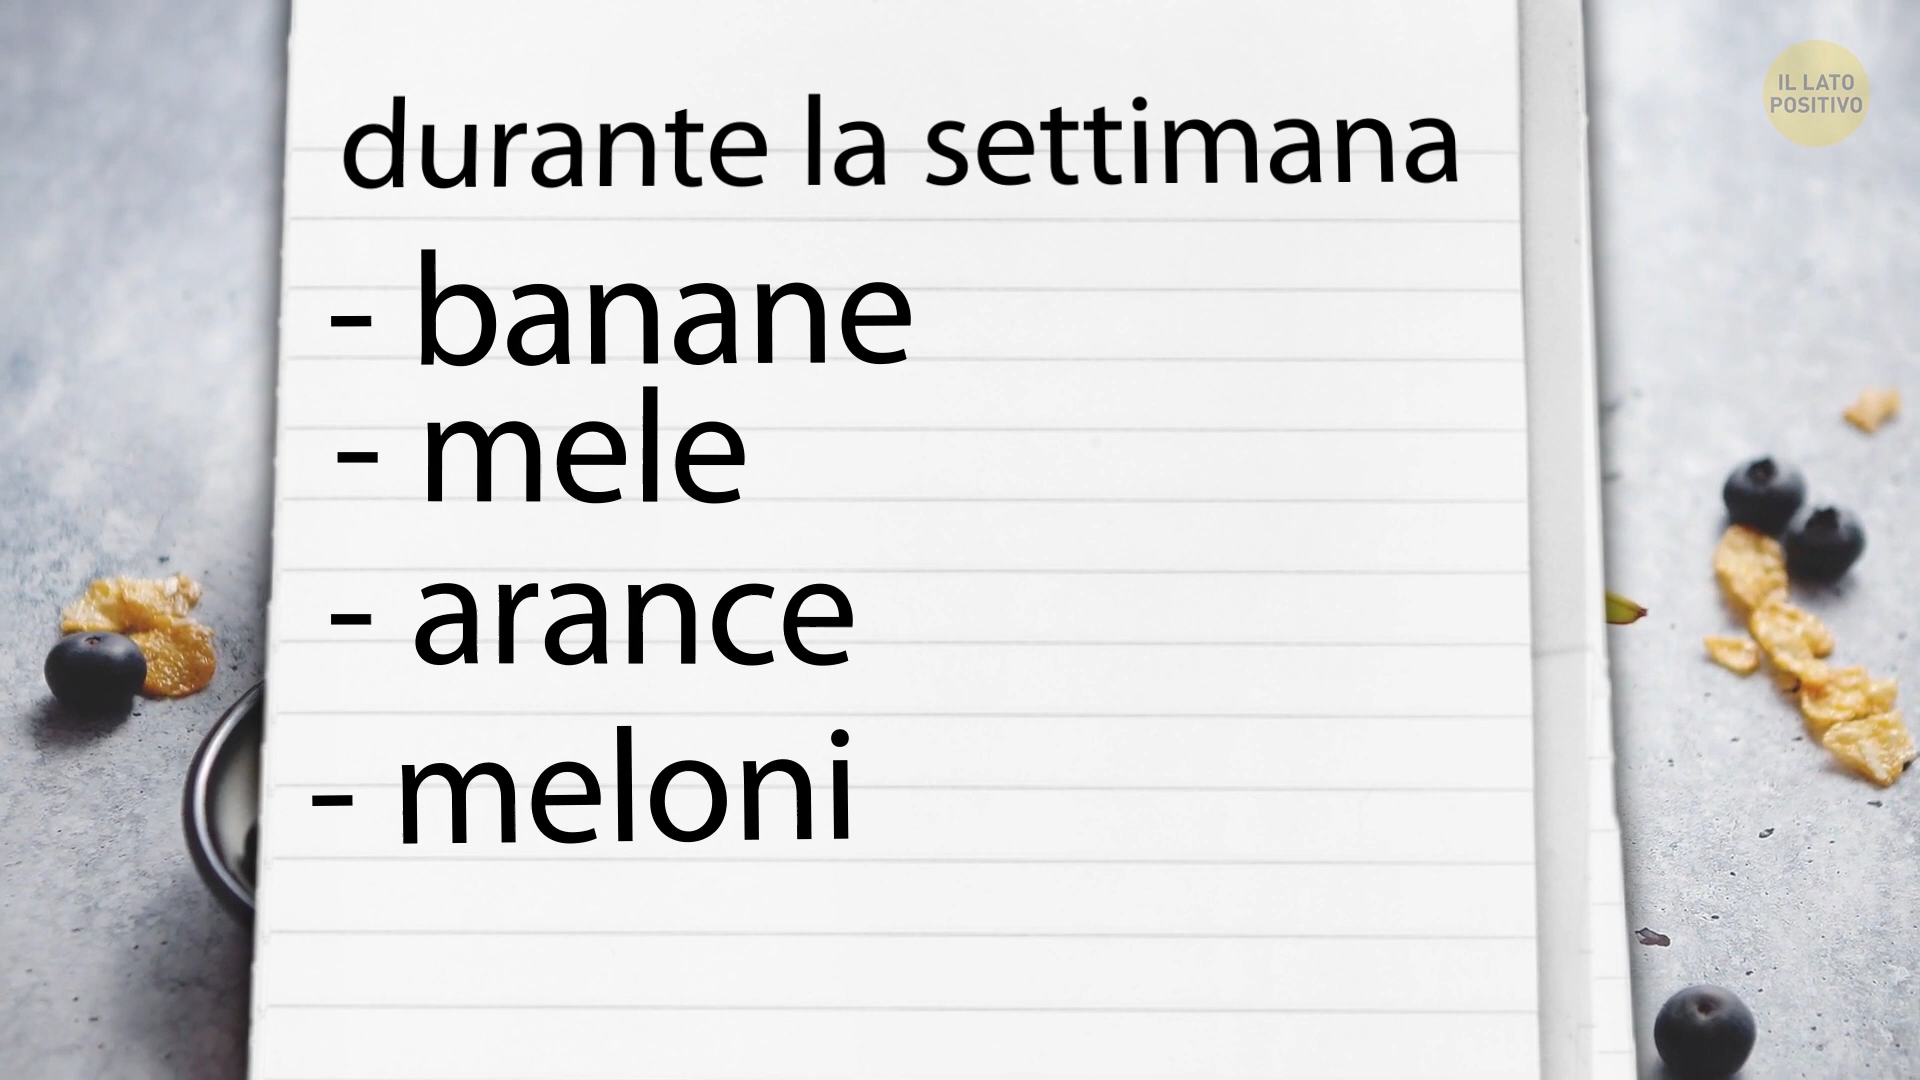 IL LATO
POSITIVO
durante la settimana
- banane
- mele
- arance
- meloni